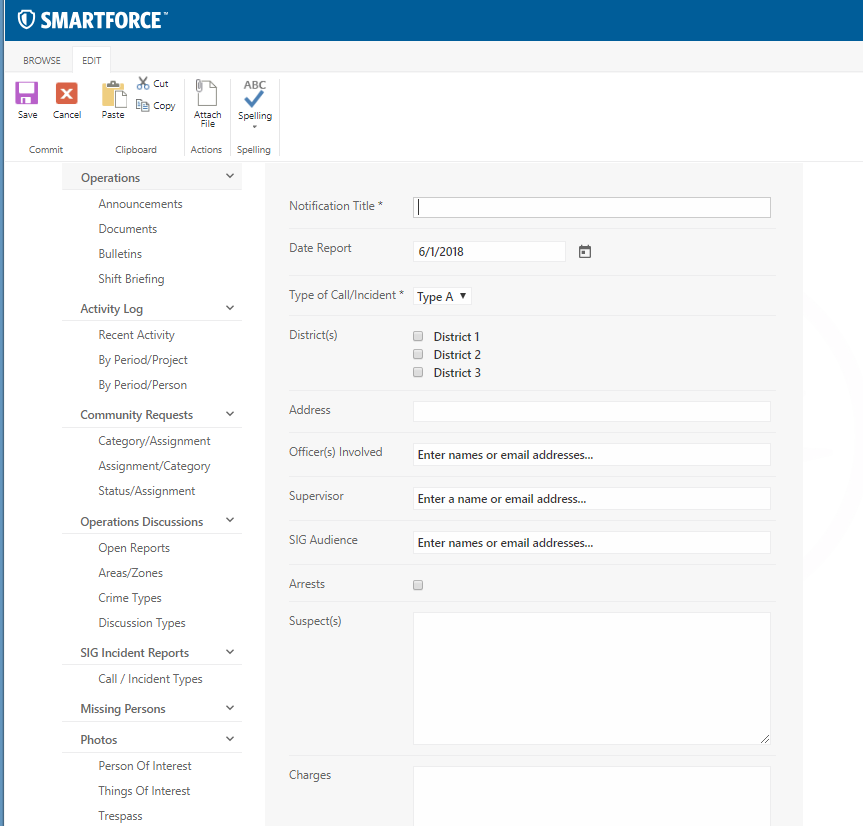 SMARTFORCE™
BROWSE EDIT
Save Cancel Paste Cut Copy Attach File ABC Spelling
Commit Clipboard Actions Spelling
Operations
Announcements
Documents
Bulletins
Shift Briefing
Activity Log
Recent Activity
By Period/Project
By Period/Person
Community Requests
Category/Assignment
Assignment/Category
Status/Assignment
Operations Discussions
Open Reports
Areas/Zones
Crime Types
Discussion Types
SIG Incident Reports
Call / Incident Types
Missing Persons
Photos
Person Of Interest
Things Of Interest
Trespass
Notification Title *
Date Report 6/1/2018
Type of Call/Incident * Type A
District(s) District 1
District 2
District 3
Address
Officer(s) Involved Enter names or email addresses...
Supervisor Enter a name or email address...
SIG Audience Enter names or email addresses...
Arrests
Suspect(s)
Charges